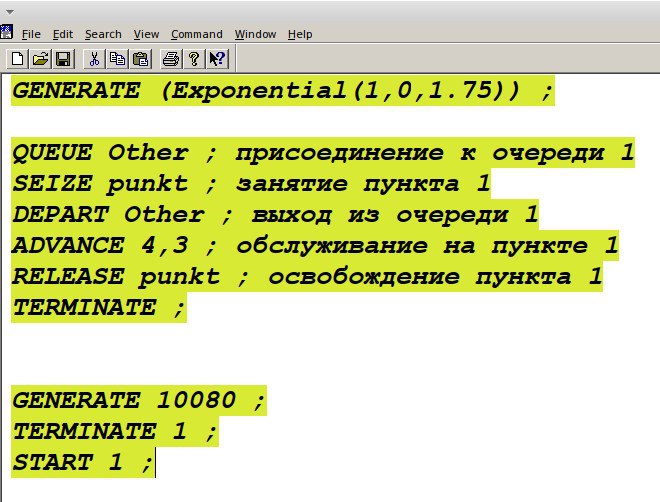 File Edit Search View Command Window Help
GENERATE (Exponential(1,0,1.75)) ;
QUEUE Other ; присоединение к очереди 1
SEIZE punkt ; занятие пункта 1
DEPART Other ; выход из очереди 1
ADVANCE 4,3 ; обслуживание на пункте 1
RELEASE punkt ; освобождение пункта 1
TERMINATE ;
GENERATE 10080 ;
TERMINATE 1 ;
START 1 ;